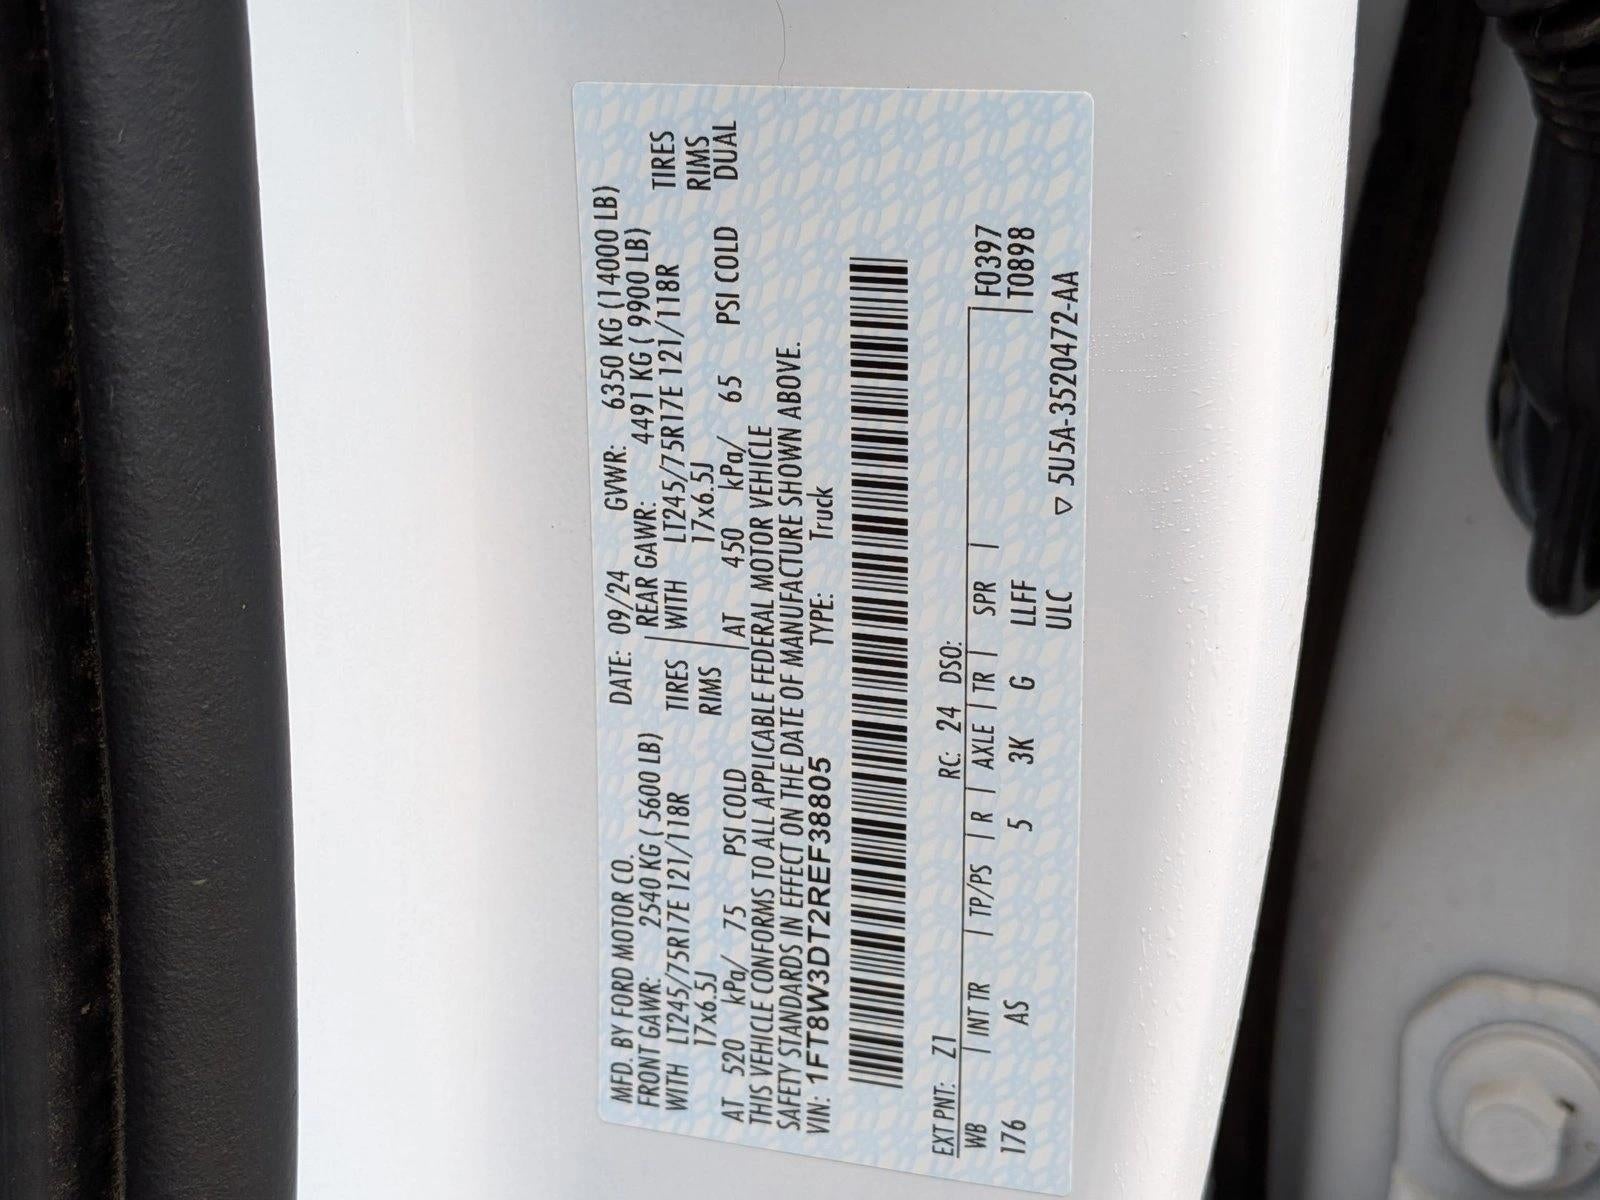 MFD. BY FORD MOTOR CO. DATE: 09/24 GVWR: 6350 KG (14000 LB)
FRONT GAWR: 2540 KG ( 5600 LB) REAR GAWR: 4491 KG ( 9900 LB)
WITH LT245/75R17E 121/118R TIRES WITH LT245/75R17E 121/118R TIRES
17x6.5J RIMS 17x6.5J RIMS
AT 520 kPa/ 75 PSI COLD AT 450 kPa/ 65 PSI COLD DUAL
THIS VEHICLE CONFORMS TO ALL APPLICABLE FEDERAL MOTOR VEHICLE
SAFETY STANDARDS IN EFFECT ON THE DATE OF MANUFACTURE SHOWN ABOVE.
VIN: 1FT8W3DT2REF38805 TYPE: Truck
EXT PNT: Z1 RC: 24 DSO:
WB | INT TR | TP/PS | R | AXLE | TR | SPR | F0397
176 AS 5 3K G LLFF T0898
ULC ▽ 5U5A-3520472-AA